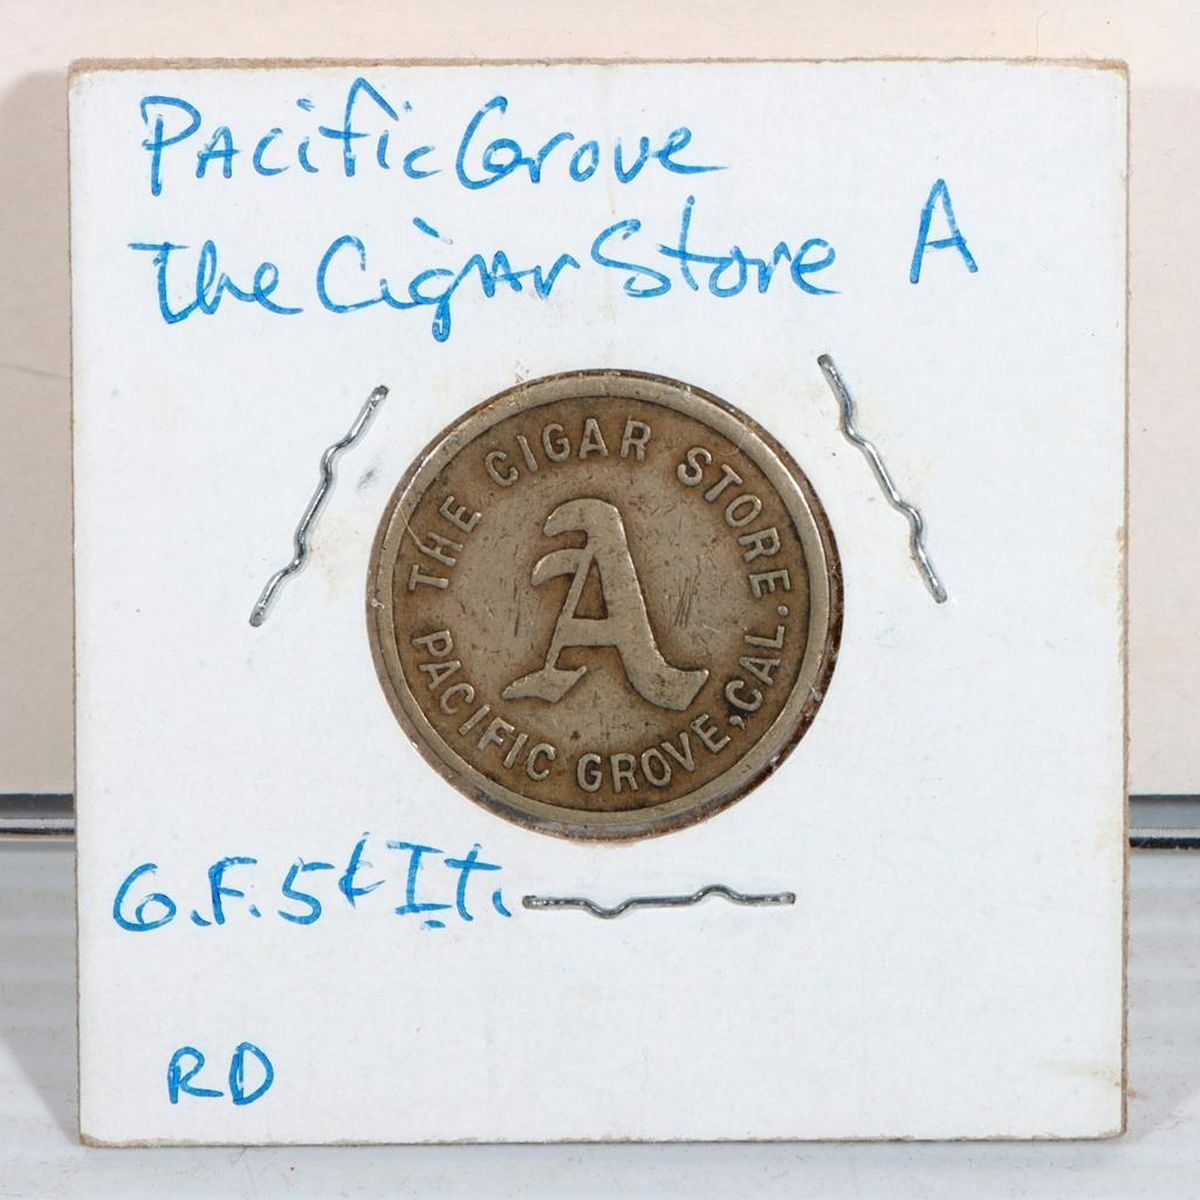 PAcific Grove
The CigAr Store A
THE CIGAR STORE
A
PACIFIC GROVE, CAL.
G.F. 5¢ It.
RD